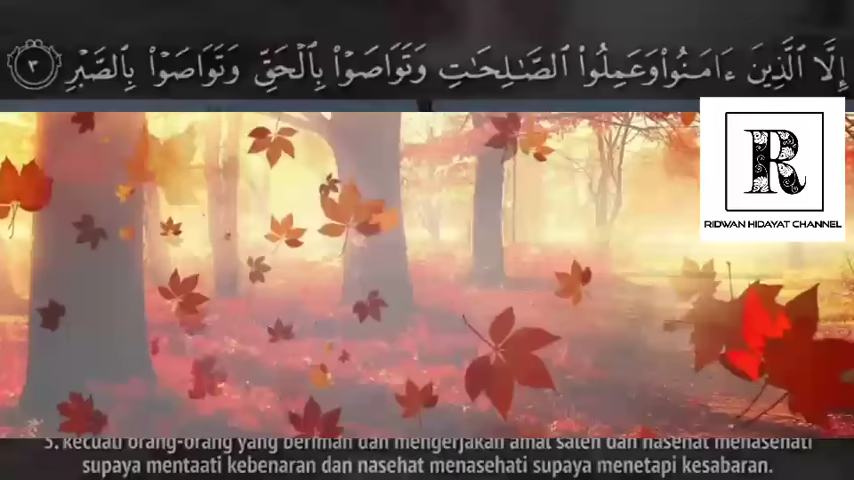 إِلَّا ٱلَّذِينَ ءَامَنُوا۟ وَعَمِلُوا۟ ٱلصَّـٰلِحَـٰتِ وَتَوَاصَوْا۟ بِٱلْحَقِّ وَتَوَاصَوْا۟ بِٱلصَّبْرِ ٣
R
RIDWAN HIDAYAT CHANNEL
3. kecuali orang-orang yang beriman dan mengerjakan amal saleh dan nasehat menasehati
supaya mentaati kebenaran dan nasehat menasehati supaya menetapi kesabaran.